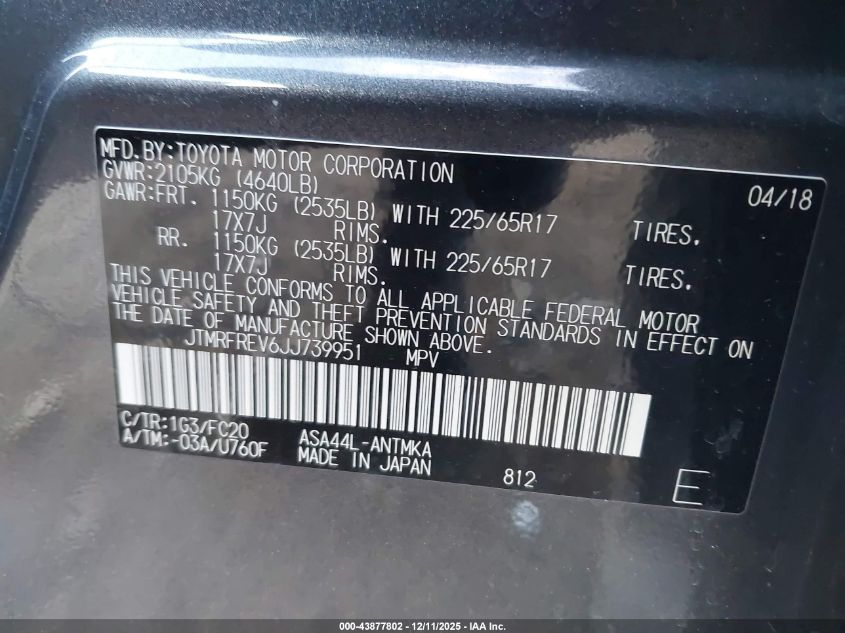 MFD.BY:TOYOTA MOTOR CORPORATION 04/18
GVWR:2105KG (4640LB)
GAWR:FRT. 1150KG (2535LB) WITH 225/65R17 TIRES.
17X7J RIMS.
RR. 1150KG (2535LB) WITH 225/65R17 TIRES.
17X7J RIMS.
THIS VEHICLE CONFORMS TO ALL APPLICABLE FEDERAL MOTOR
VEHICLE SAFETY AND THEFT PREVENTION STANDARDS IN EFFECT ON
THE DATE OF MANUFACTURE SHOWN ABOVE.
JTMRFREV6JJ739951 MPV
C/TR:1G3/FC20 ASA44L-ANTMKA
A/TM:-03A/U760F MADE IN JAPAN 812 E
000-43877802 - 12/11/2025 - IAA Inc.